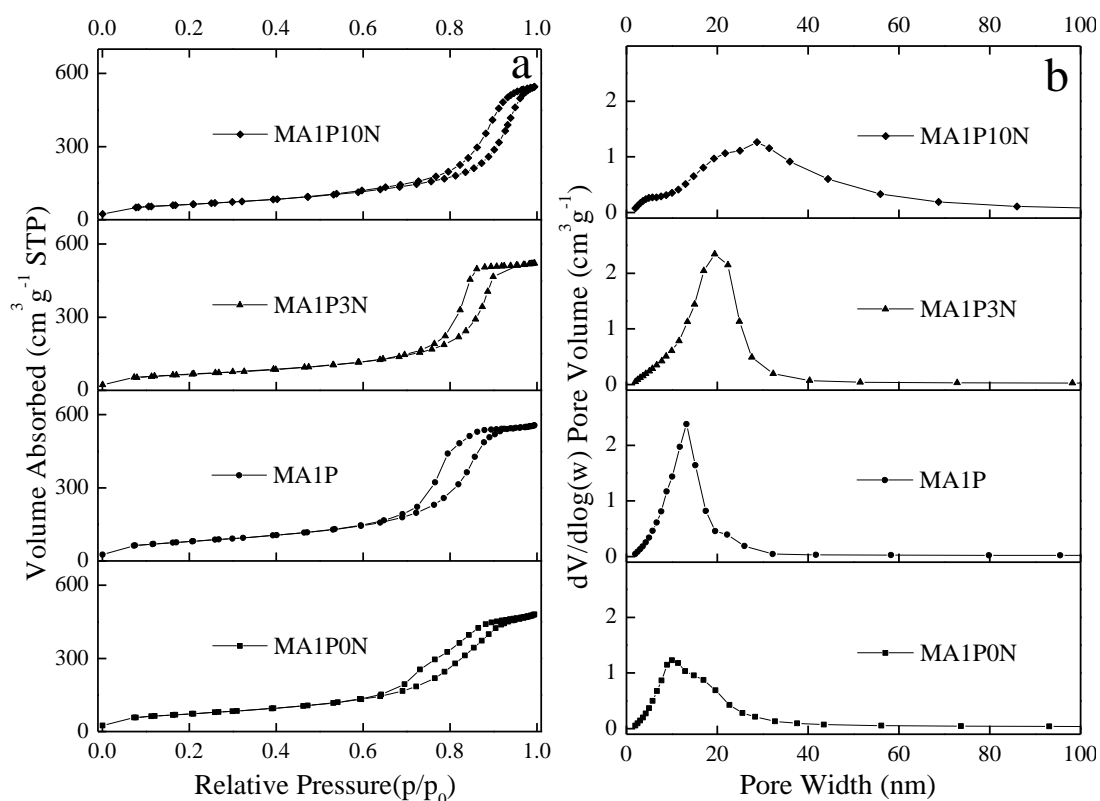 0.0 0.2 0.4 0.6 0.8 1.0
600
300
0
a
MA1P10N
600
300
0
MA1P3N
600
300
0
MA1P
600
300
0
MA1P0N
0.0 0.2 0.4 0.6 0.8 1.0
Relative Pressure(p/p₀)
Volume Absorbed (cm³ g⁻¹ STP)
0 20 40 60 80 100
2
1
0
b
MA1P10N
2
1
0
MA1P3N
2
1
0
MA1P
2
1
0
MA1P0N
0 20 40 60 80 100
Pore Width (nm)
dV/dlog(w) Pore Volume (cm³g⁻¹)